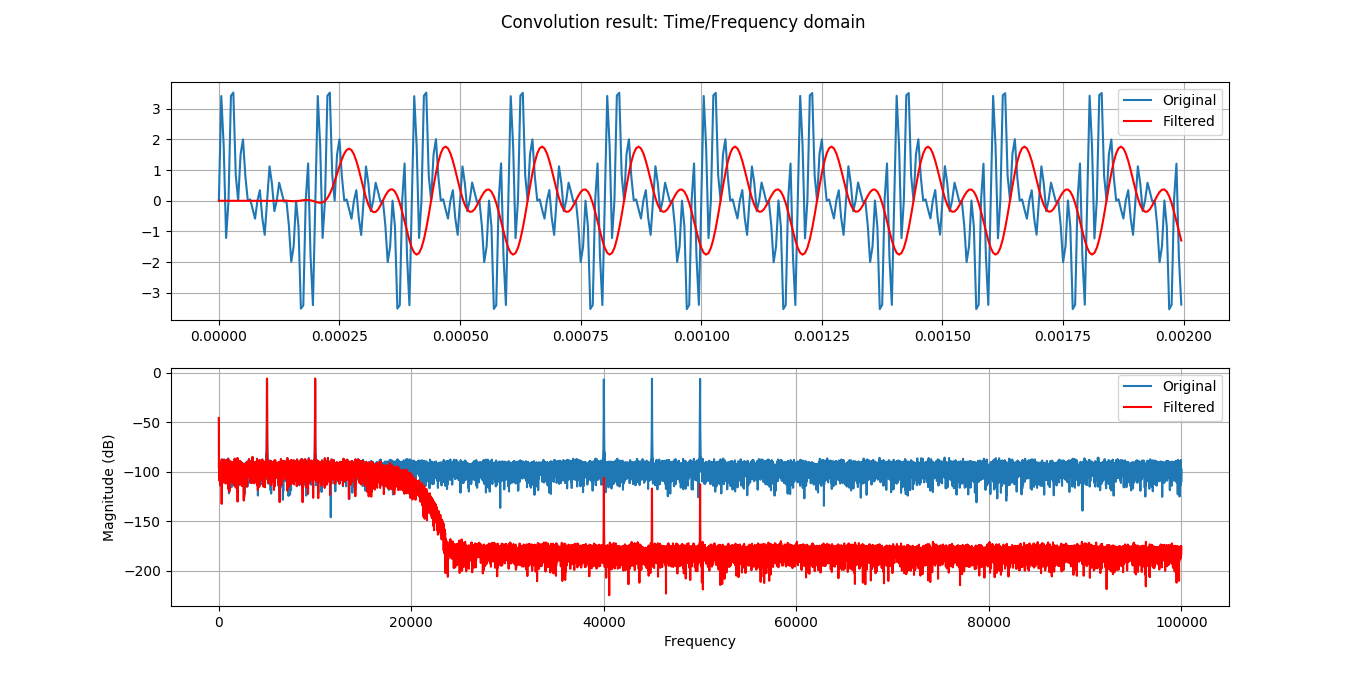 Convolution result: Time/Frequency domain
3
2
1
0
−1
−2
−3
Original
Filtered
0.00000 0.00025 0.00050 0.00075 0.00100 0.00125 0.00150 0.00175 0.00200
0
−50
−100
−150
−200
Magnitude (dB)
Original
Filtered
0 20000 40000 60000 80000 100000
Frequency